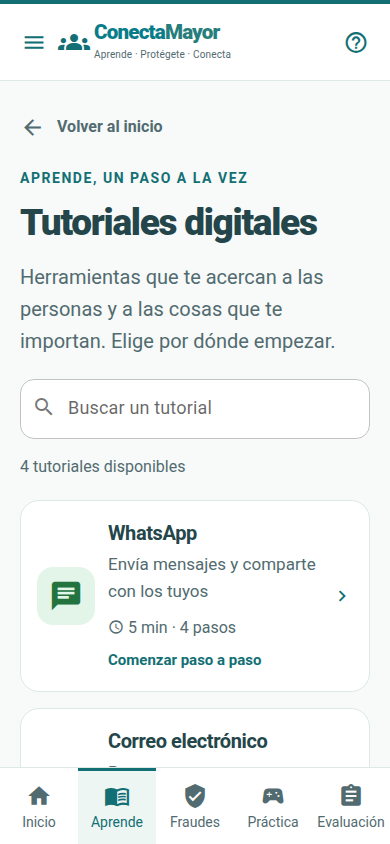 ConectaMayor
Aprende · Protégete · Conecta
Volver al inicio
APRENDE, UN PASO A LA VEZ
Tutoriales digitales
Herramientas que te acercan a las
personas y a las cosas que te
importan. Elige por dónde empezar.
Buscar un tutorial
4 tutoriales disponibles
WhatsApp
Envía mensajes y comparte
con los tuyos
5 min · 4 pasos
Comenzar paso a paso
Correo electrónico
Inicio
Aprende
Fraudes
Práctica
Evaluación